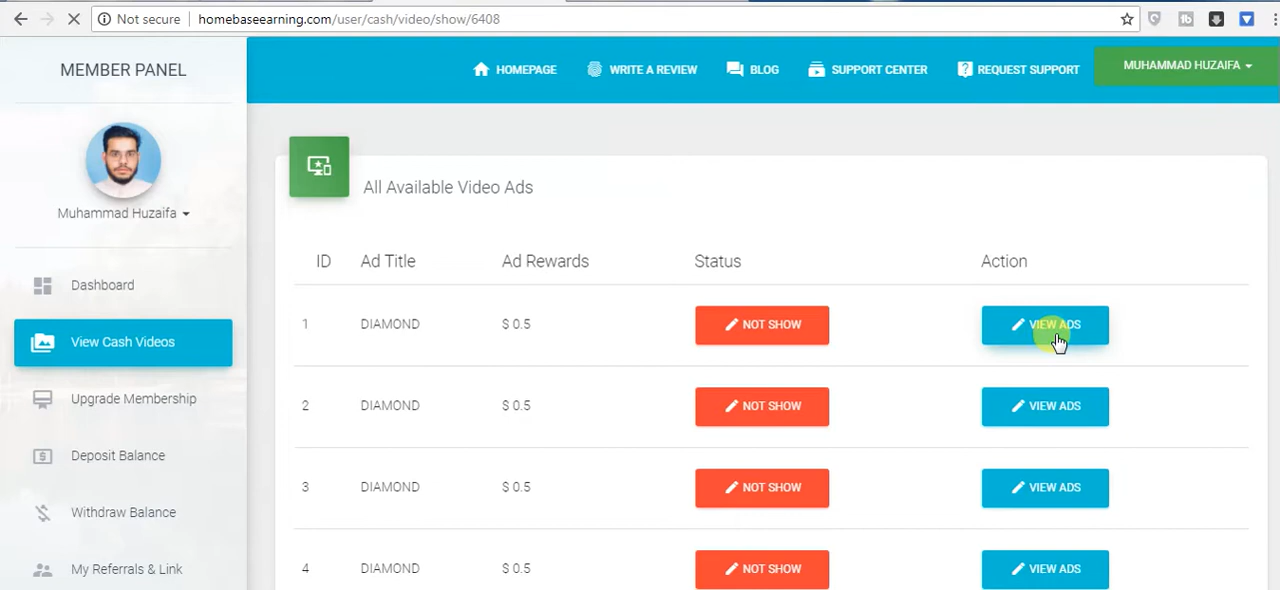 Not secure | homebaseearning.com/user/cash/video/show/6408
MEMBER PANEL
HOMEPAGE WRITE A REVIEW BLOG SUPPORT CENTER REQUEST SUPPORT MUHAMMAD HUZAIFA
Muhammad Huzaifa
Dashboard
View Cash Videos
Upgrade Membership
Deposit Balance
Withdraw Balance
My Referrals & Link
All Available Video Ads
ID Ad Title Ad Rewards Status Action
1 DIAMOND $ 0.5 NOT SHOW VIEW ADS
2 DIAMOND $ 0.5 NOT SHOW VIEW ADS
3 DIAMOND $ 0.5 NOT SHOW VIEW ADS
4 DIAMOND $ 0.5 NOT SHOW VIEW ADS